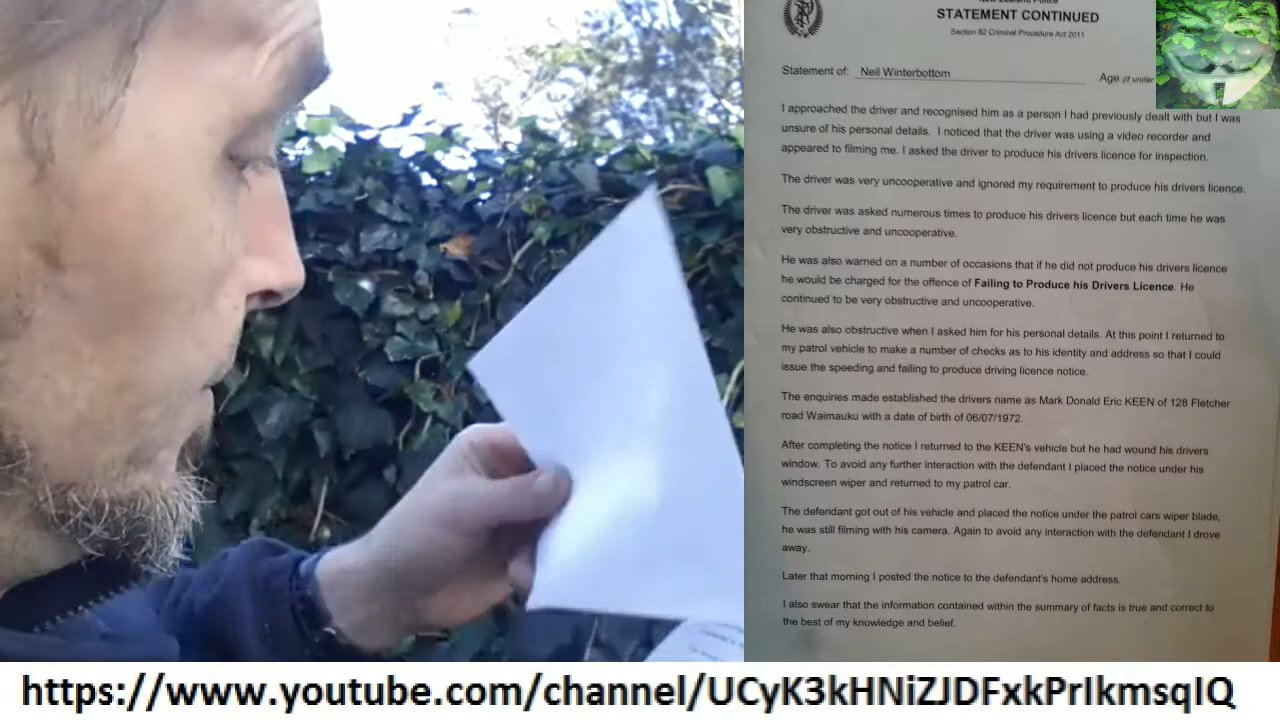 New Zealand Police
STATEMENT CONTINUED
Section 82 Criminal Procedure Act 2011
Statement of: Neil Winterbottom
Age (if under
I approached the driver and recognised him as a person I had previously dealt with but I was
unsure of his personal details. I noticed that the driver was using a video recorder and
appeared to filming me. I asked the driver to produce his drivers licence for inspection.
The driver was very uncooperative and ignored my requirement to produce his drivers licence.
The driver was asked numerous times to produce his drivers licence but each time he was
very obstructive and uncooperative.
He was also warned on a number of occasions that if he did not produce his drivers licence
he would be charged for the offence of Failing to Produce his Drivers Licence. He
continued to be very obstructive and uncooperative.
He was also obstructive when I asked him for his personal details. At this point I returned to
my patrol vehicle to make a number of checks as to his identity and address so that I could
issue the speeding and failing to produce driving licence notice.
The enquiries made established the drivers name as Mark Donald Eric KEEN of 128 Fletcher
road Waimauku with a date of birth of 06/07/1972.
After completing the notice I returned to the KEEN's vehicle but he had wound his drivers
window. To avoid any further interaction with the defendant I placed the notice under his
windscreen wiper and returned to my patrol car.
The defendant got out of his vehicle and placed the notice under the patrol cars wiper blade,
he was still filming with his camera. Again to avoid any interaction with the defendant I drove
away.
Later that morning I posted the notice to the defendant's home address.
I also swear that the information contained within the summary of facts is true and correct to
the best of my knowledge and belief.
https://www.youtube.com/channel/UCyK3kHNiZJDFxkPrIkmsqIQ